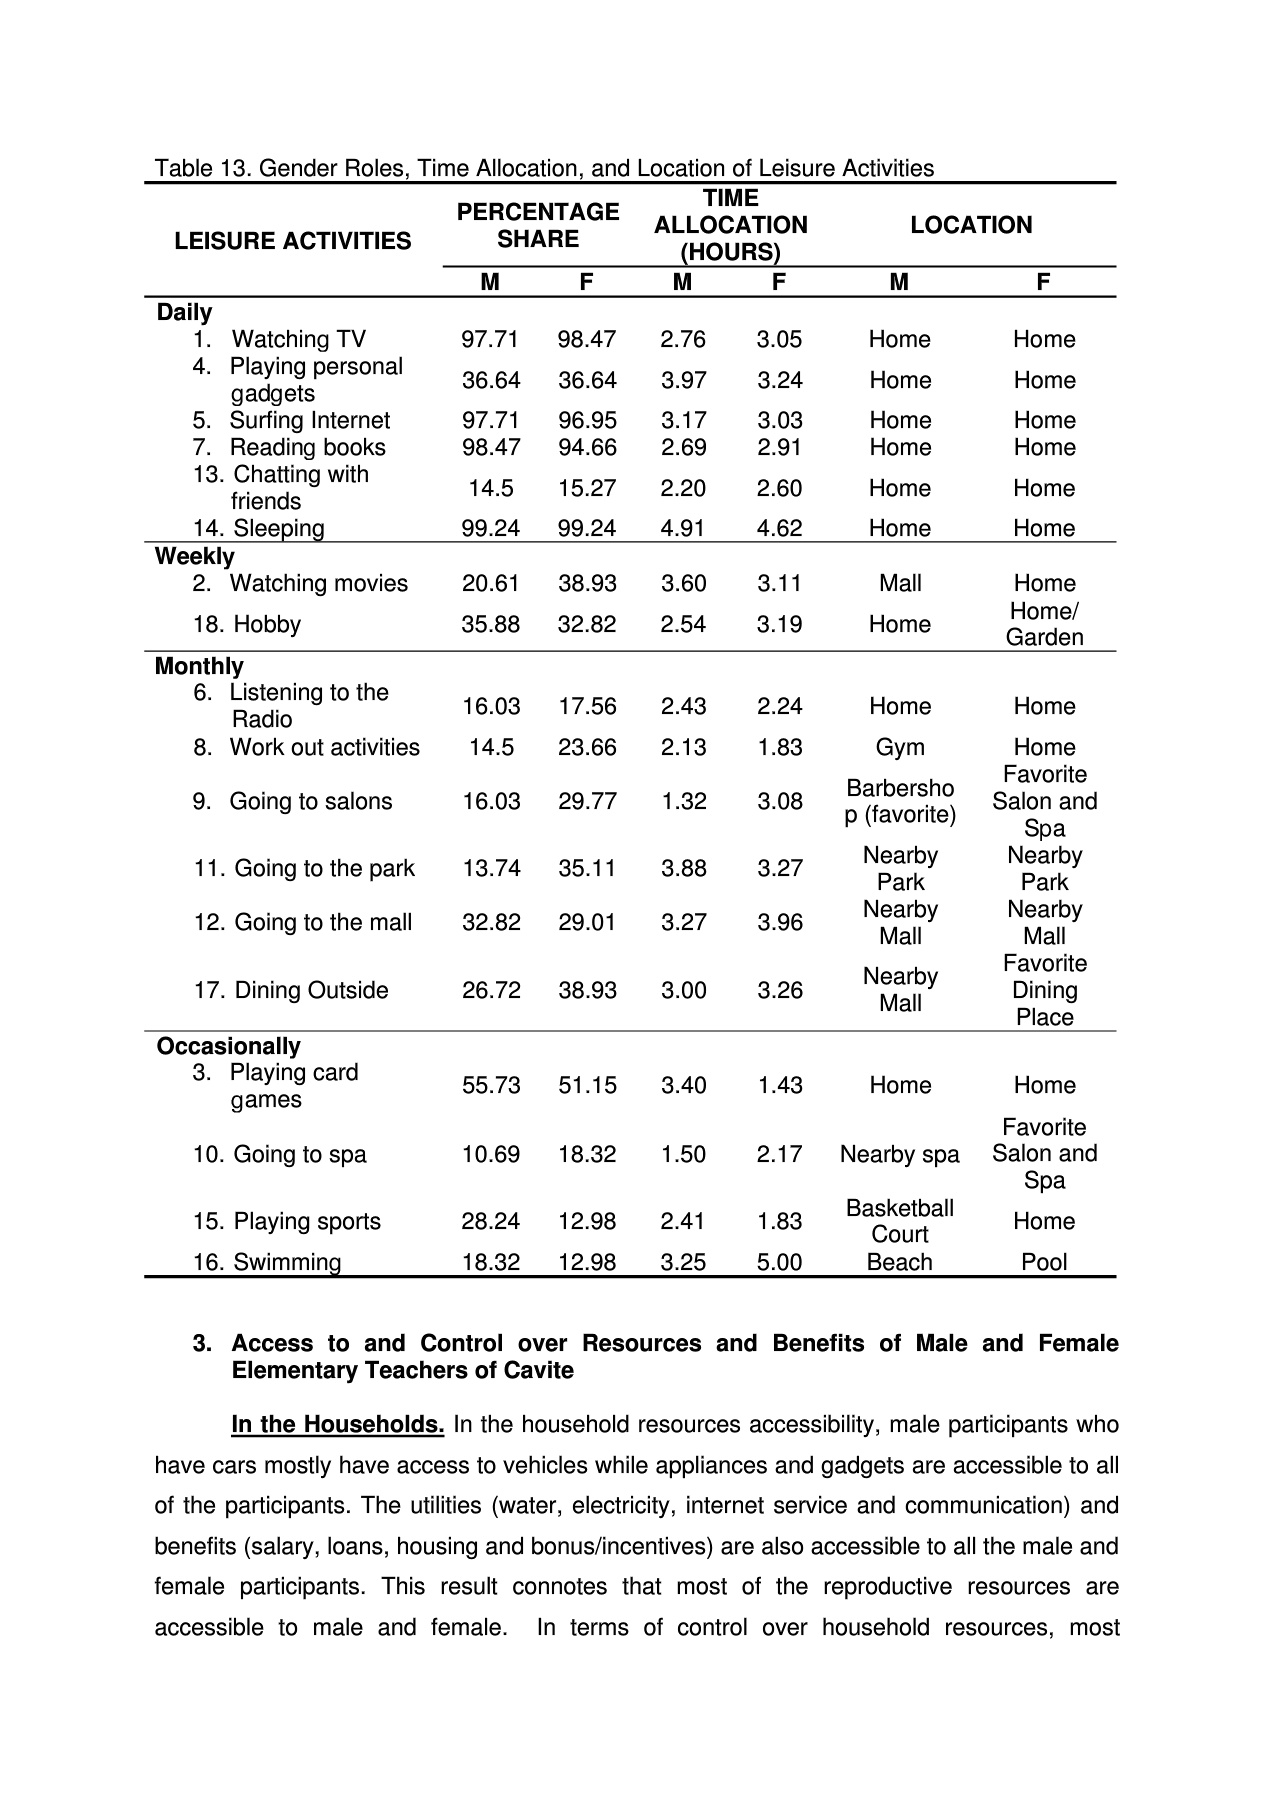 Table 13. Gender Roles, Time Allocation, and Location of Leisure Activities
LEISURE ACTIVITIES PERCENTAGE SHARE TIME ALLOCATION (HOURS) LOCATION
M F M F M F
Daily
1. Watching TV 97.71 98.47 2.76 3.05 Home Home
4. Playing personal gadgets 36.64 36.64 3.97 3.24 Home Home
5. Surfing Internet 97.71 96.95 3.17 3.03 Home Home
7. Reading books 98.47 94.66 2.69 2.91 Home Home
13. Chatting with friends 14.5 15.27 2.20 2.60 Home Home
14. Sleeping 99.24 99.24 4.91 4.62 Home Home
Weekly
2. Watching movies 20.61 38.93 3.60 3.11 Mall Home
18. Hobby 35.88 32.82 2.54 3.19 Home Home/ Garden
Monthly
6. Listening to the Radio 16.03 17.56 2.43 2.24 Home Home
8. Work out activities 14.5 23.66 2.13 1.83 Gym Home
9. Going to salons 16.03 29.77 1.32 3.08 Barbersho p (favorite) Favorite Salon and Spa
11. Going to the park 13.74 35.11 3.88 3.27 Nearby Park Nearby Park
12. Going to the mall 32.82 29.01 3.27 3.96 Nearby Mall Nearby Mall
17. Dining Outside 26.72 38.93 3.00 3.26 Nearby Mall Favorite Dining Place
Occasionally
3. Playing card games 55.73 51.15 3.40 1.43 Home Home
10. Going to spa 10.69 18.32 1.50 2.17 Nearby spa Favorite Salon and Spa
15. Playing sports 28.24 12.98 2.41 1.83 Basketball Court Home
16. Swimming 18.32 12.98 3.25 5.00 Beach Pool
3. Access to and Control over Resources and Benefits of Male and Female
Elementary Teachers of Cavite
In the Households. In the household resources accessibility, male participants who
have cars mostly have access to vehicles while appliances and gadgets are accessible to all
of the participants. The utilities (water, electricity, internet service and communication) and
benefits (salary, loans, housing and bonus/incentives) are also accessible to all the male and
female participants. This result connotes that most of the reproductive resources are
accessible to male and female. In terms of control over household resources, most